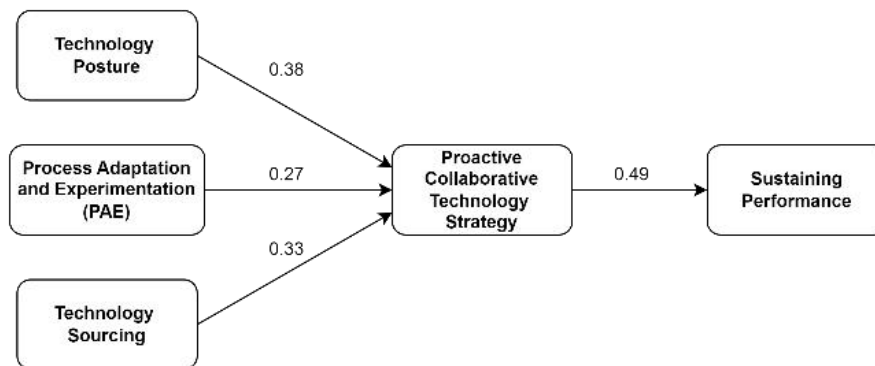 Technology
Posture
0.38
Process Adaptation
and Experimentation
(PAE)
0.27
Proactive
Collaborative
Technology
Strategy
0.49
Sustaining
Performance
0.33
Technology
Sourcing